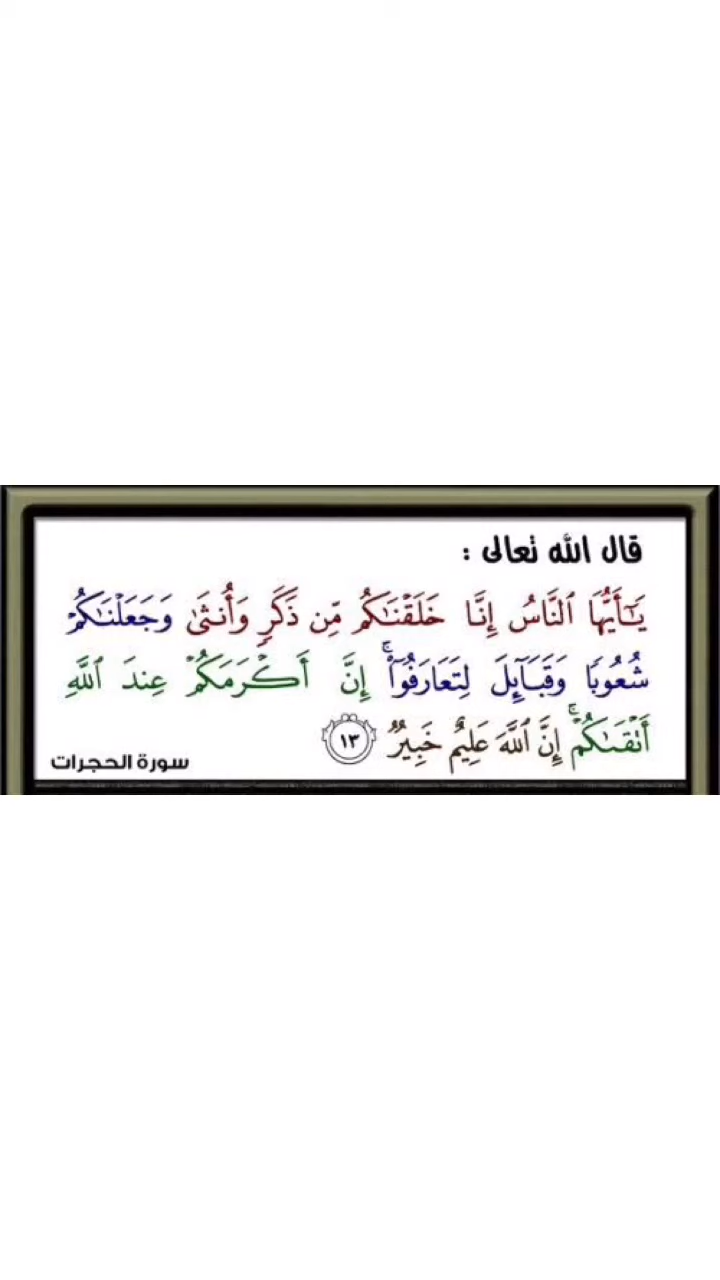 قال الله تعالى :
يَـٰٓأَيُّهَا ٱلنَّاسُ إِنَّا خَلَقْنَـٰكُم مِّن ذَكَرٍ وَأُنثَىٰ وَجَعَلْنَـٰكُمْ
شُعُوبًا وَقَبَآئِلَ لِتَعَارَفُوٓا۟ ۚ إِنَّ أَكْرَمَكُمْ عِندَ ٱللَّهِ
أَتْقَىٰكُمْ ۚ إِنَّ ٱللَّهَ عَلِيمٌ خَبِيرٌ ١٣
سورة الحجرات